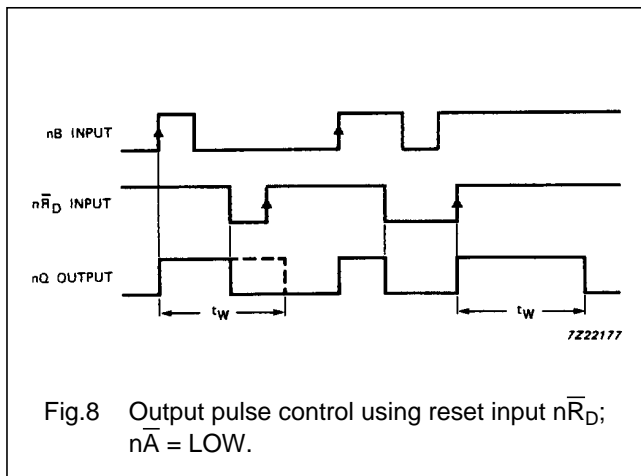 nB INPUT
nR̅D INPUT
nQ OUTPUT
tW
tW
7Z22177
Fig.8 Output pulse control using reset input nR̅D;
nA̅ = LOW.